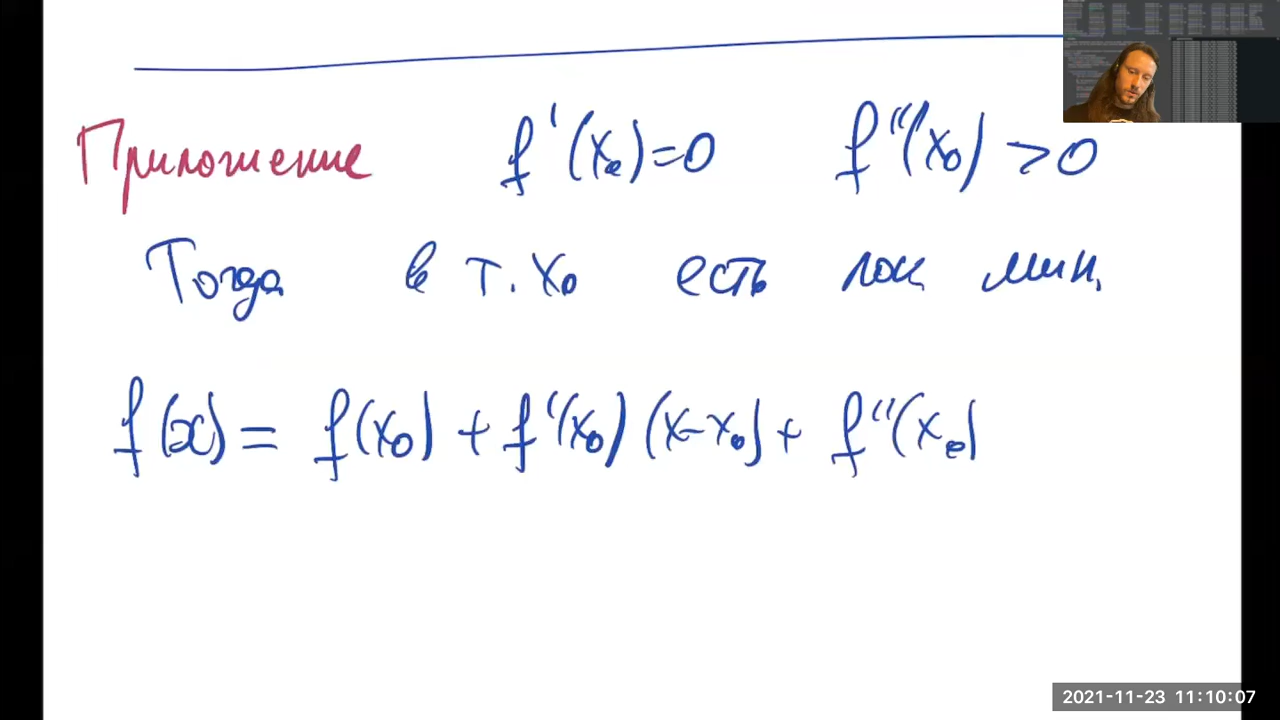 Приложение f'(x₀)=0 f''(x₀) >0
Тогда в т. x₀ есть лок мин.
f(x) = f(x₀) + f'(x₀) (x-x₀) + f''(x₀)
2021-11-23 11:10:07